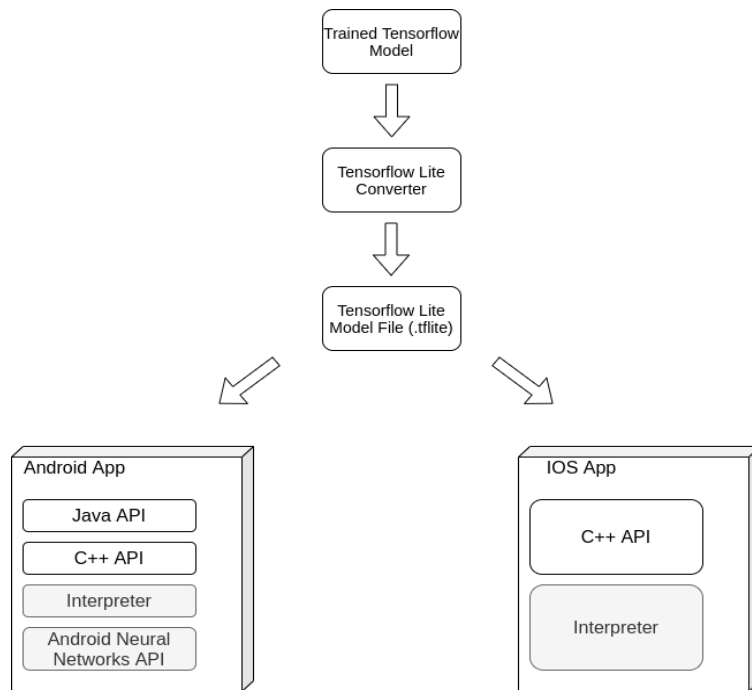 Trained Tensorflow
Model
Tensorflow Lite
Converter
Tensorflow Lite
Model File (.tflite)
Android App
Java API
C++ API
Interpreter
Android Neural
Networks API
IOS App
C++ API
Interpreter